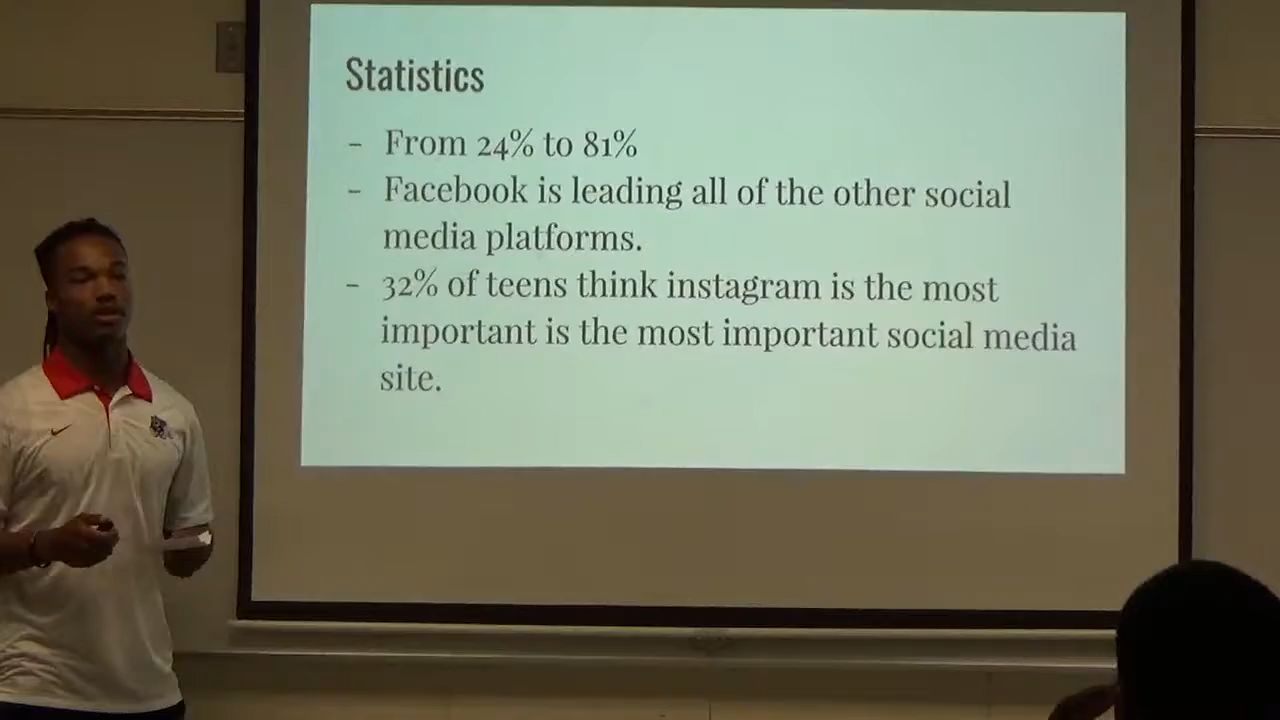 Statistics
- From 24% to 81%
- Facebook is leading all of the other social
media platforms.
- 32% of teens think instagram is the most
important is the most important social media
site.